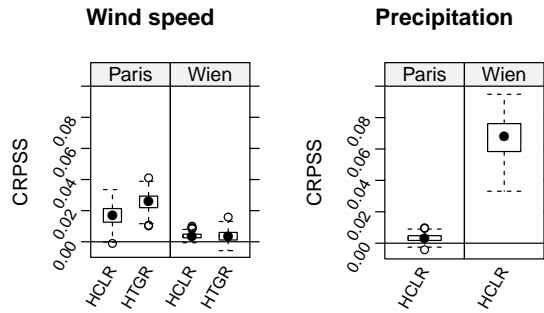 Wind speed
Precipitation
Paris
Wien
Paris
Wien
CRPSS
0.00
0.02
0.04
0.06
0.08
CRPSS
0.00
0.02
0.04
0.06
0.08
HCLR
HTGR
HCLR
HTGR
HCLR
HCLR